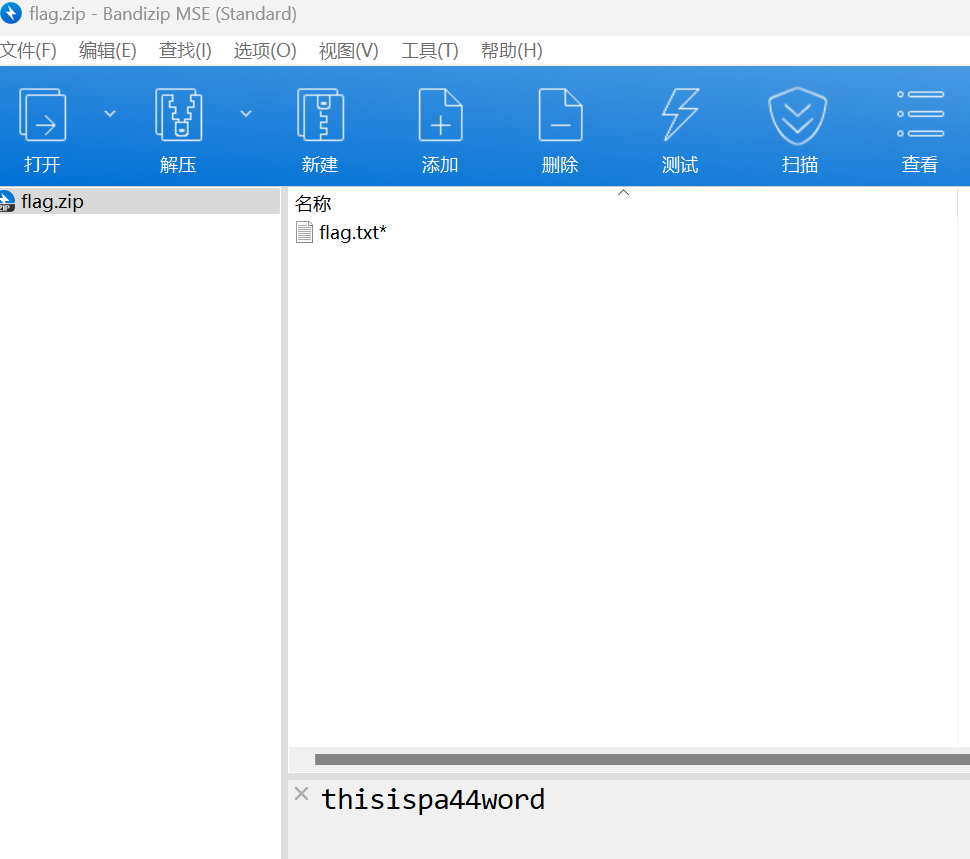 flag.zip - Bandizip MSE (Standard)
文件(F) 编辑(E) 查找(I) 选项(O) 视图(V) 工具(T) 帮助(H)
打开 解压 新建 添加 删除 测试 扫描 查看
flag.zip
名称
flag.txt*
thisispa44word